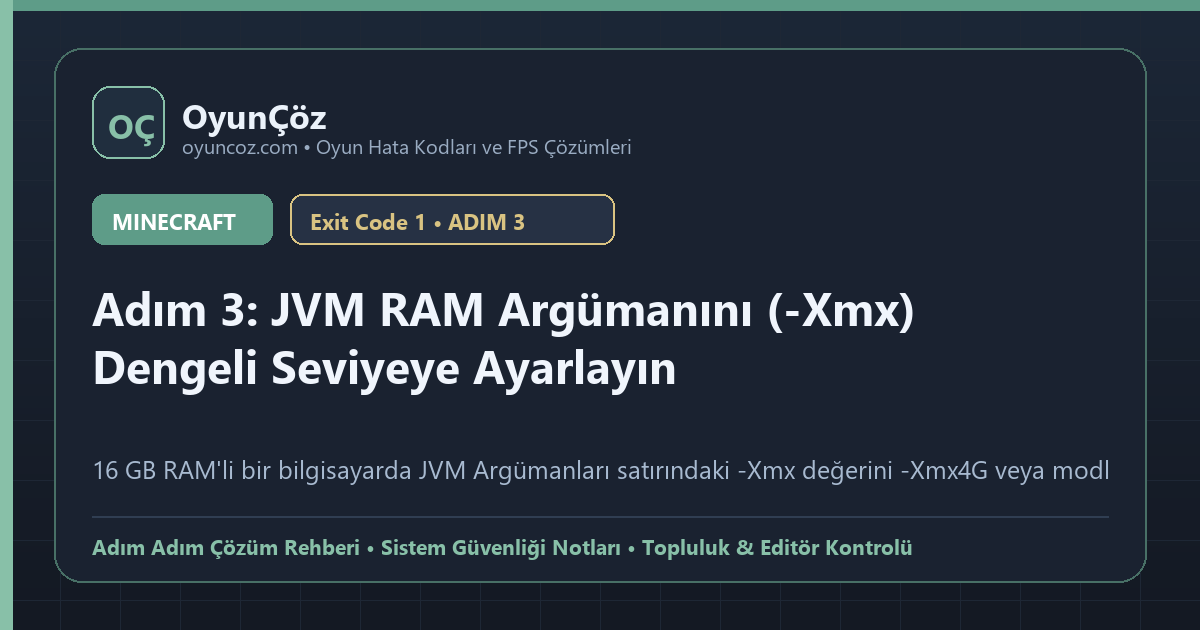 OÇ
OyunÇöz
oyuncoz.com • Oyun Hata Kodları ve FPS Çözümleri
MINECRAFT
Exit Code 1 • ADIM 3
Adım 3: JVM RAM Argümanını (-Xmx)
Dengeli Seviyeye Ayarlayın
16 GB RAM'li bir bilgisayarda JVM Argümanları satırındaki -Xmx değerini -Xmx4G veya modl
Adım Adım Çözüm Rehberi • Sistem Güvenliği Notları • Topluluk & Editör Kontrolü